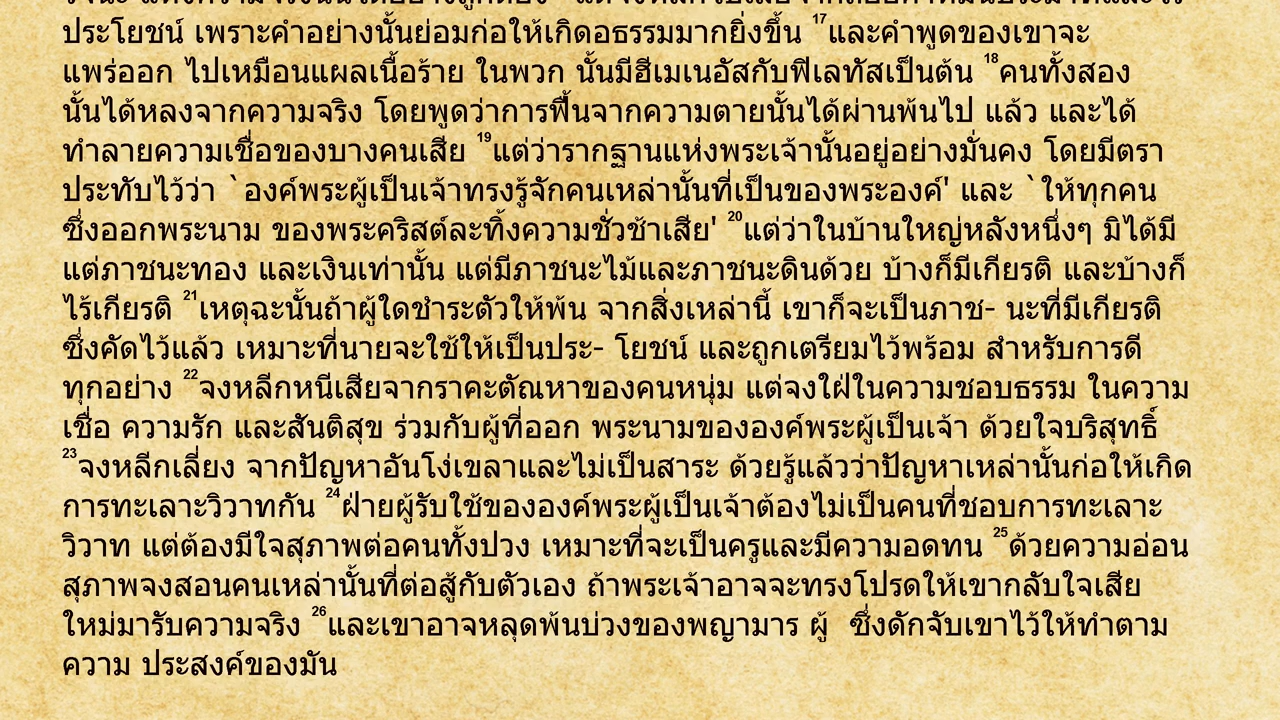 ประโยชน์ เพราะคำอย่างนั้นย่อมก่อให้เกิดอธรรมมากยิ่งขึ้น 17และคำพูดของเขาจะ
แพร่ออก ไปเหมือนแผลเนื้อร้าย ในพวก นั้นมีฮีเมเนอัสกับฟิเลทัสเป็นต้น 18คนทั้งสอง
นั้นได้หลงจากความจริง โดยพูดว่าการฟื้นจากความตายนั้นได้ผ่านพ้นไป แล้ว และได้
ทำลายความเชื่อของบางคนเสีย 19แต่ว่ารากฐานแห่งพระเจ้านั้นอยู่อย่างมั่นคง โดยมีตรา
ประทับไว้ว่า `องค์พระผู้เป็นเจ้าทรงรู้จักคนเหล่านั้นที่เป็นของพระองค์' และ `ให้ทุกคน
ซึ่งออกพระนาม ของพระคริสต์ละทิ้งความชั่วช้าเสีย' 20แต่ว่าในบ้านใหญ่หลังหนึ่งๆ มิได้มี
แต่ภาชนะทอง และเงินเท่านั้น แต่มีภาชนะไม้และภาชนะดินด้วย บ้างก็มีเกียรติ และบ้างก็
ไร้เกียรติ 21เหตุฉะนั้นถ้าผู้ใดชำระตัวให้พ้น จากสิ่งเหล่านี้ เขาก็จะเป็นภาช- นะที่มีเกียรติ
ซึ่งคัดไว้แล้ว เหมาะที่นายจะใช้ให้เป็นประ- โยชน์ และถูกเตรียมไว้พร้อม สำหรับการดี
ทุกอย่าง 22จงหลีกหนีเสียจากราคะตัณหาของคนหนุ่ม แต่จงใฝ่ในความชอบธรรม ในความ
เชื่อ ความรัก และสันติสุข ร่วมกับผู้ที่ออก พระนามขององค์พระผู้เป็นเจ้า ด้วยใจบริสุทธิ์
23จงหลีกเลี่ยง จากปัญหาอันโง่เขลาและไม่เป็นสาระ ด้วยรู้แล้วว่าปัญหาเหล่านั้นก่อให้เกิด
การทะเลาะวิวาทกัน 24ฝ่ายผู้รับใช้ขององค์พระผู้เป็นเจ้าต้องไม่เป็นคนที่ชอบการทะเลาะ
วิวาท แต่ต้องมีใจสุภาพต่อคนทั้งปวง เหมาะที่จะเป็นครูและมีความอดทน 25ด้วยความอ่อน
สุภาพจงสอนคนเหล่านั้นที่ต่อสู้กับตัวเอง ถ้าพระเจ้าอาจจะทรงโปรดให้เขากลับใจเสีย
ใหม่มารับความจริง 26และเขาอาจหลุดพ้นบ่วงของพญามาร ผู้ ซึ่งดักจับเขาไว้ให้ทำตาม
ความ ประสงค์ของมัน